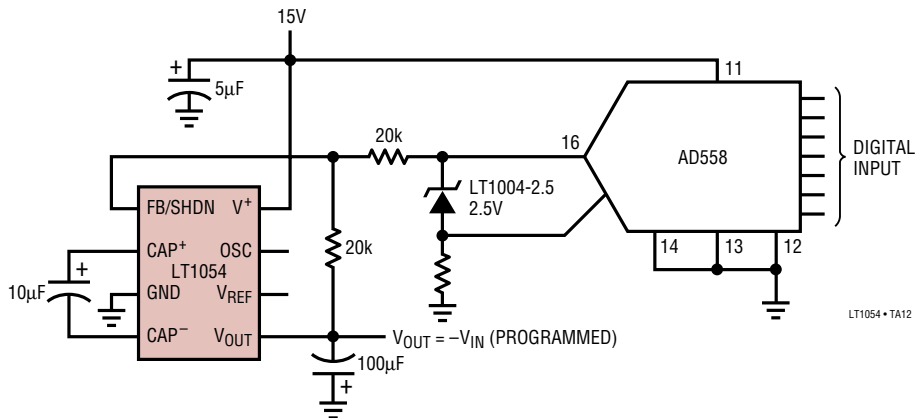 15V
+
5µF
11
20k
16
AD558
DIGITAL
INPUT
LT1004-2.5
2.5V
FB/SHDN V+
CAP+ OSC
LT1054
GND VREF
CAP– VOUT
+
10µF
20k
14 13 12
LT1054 • TA12
VOUT = –VIN (PROGRAMMED)
100µF
+